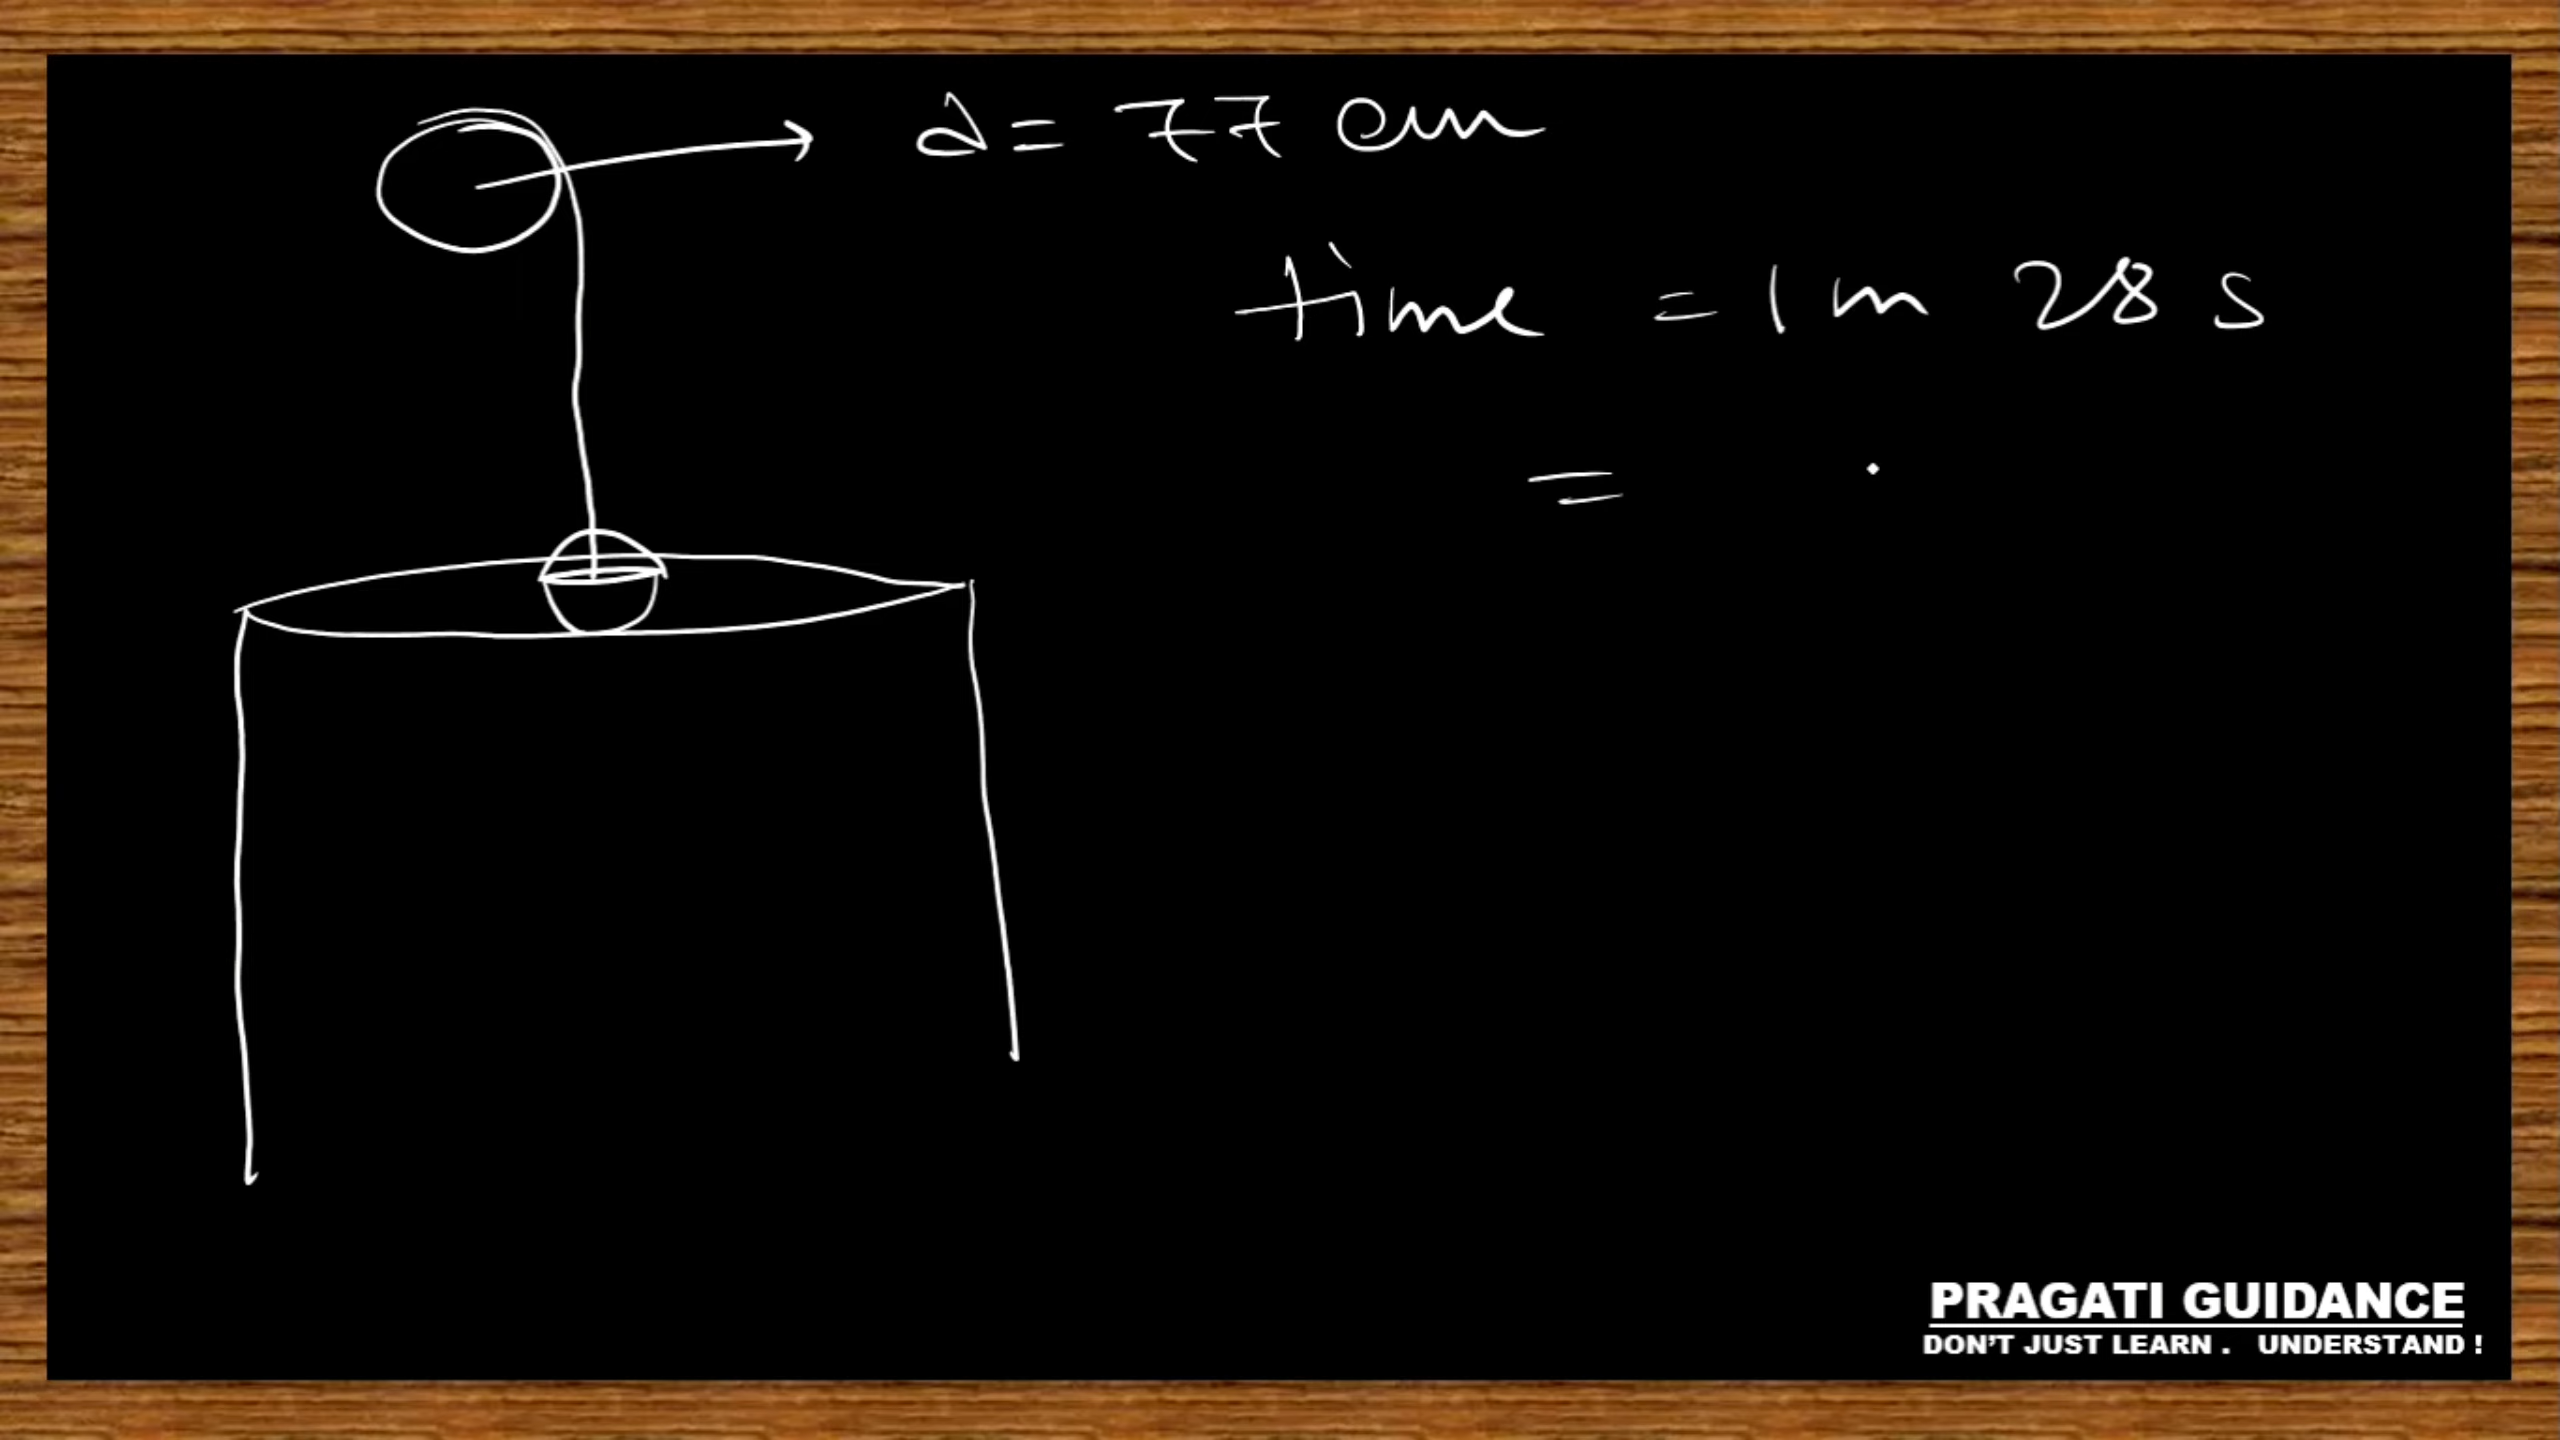 d = 77 cm
time = 1 m 28 s
=
PRAGATI GUIDANCE
DON'T JUST LEARN . UNDERSTAND !